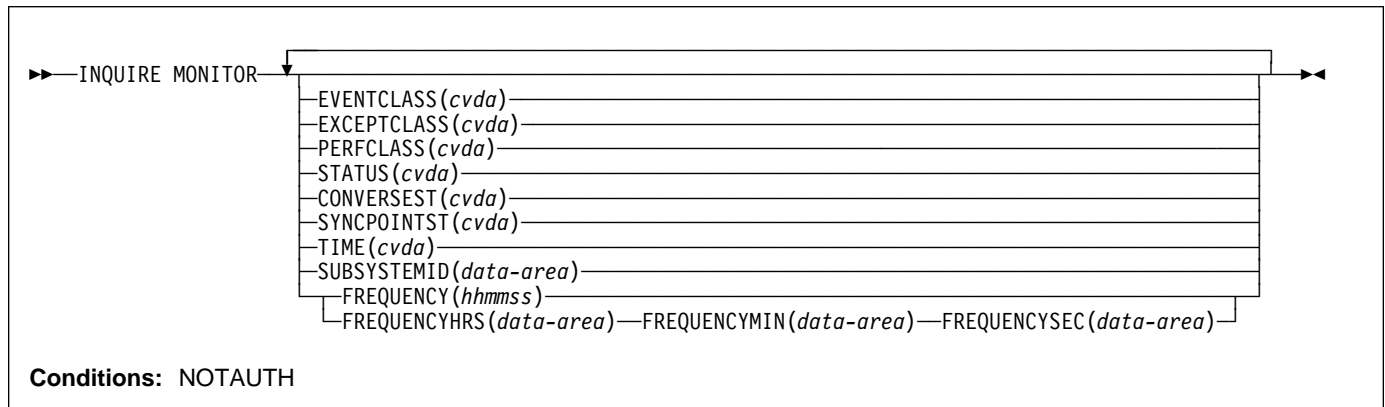 INQUIRE MONITOR
EVENTCLASS(cvda)
EXCEPTCLASS(cvda)
PERFCLASS(cvda)
STATUS(cvda)
CONVERSEST(cvda)
SYNCPOINTST(cvda)
TIME(cvda)
SUBSYSTEMID(data-area)
FREQUENCY(hhmmss)
FREQUENCYHRS(data-area) FREQUENCYMIN(data-area) FREQUENCYSEC(data-area)
Conditions: NOTAUTH